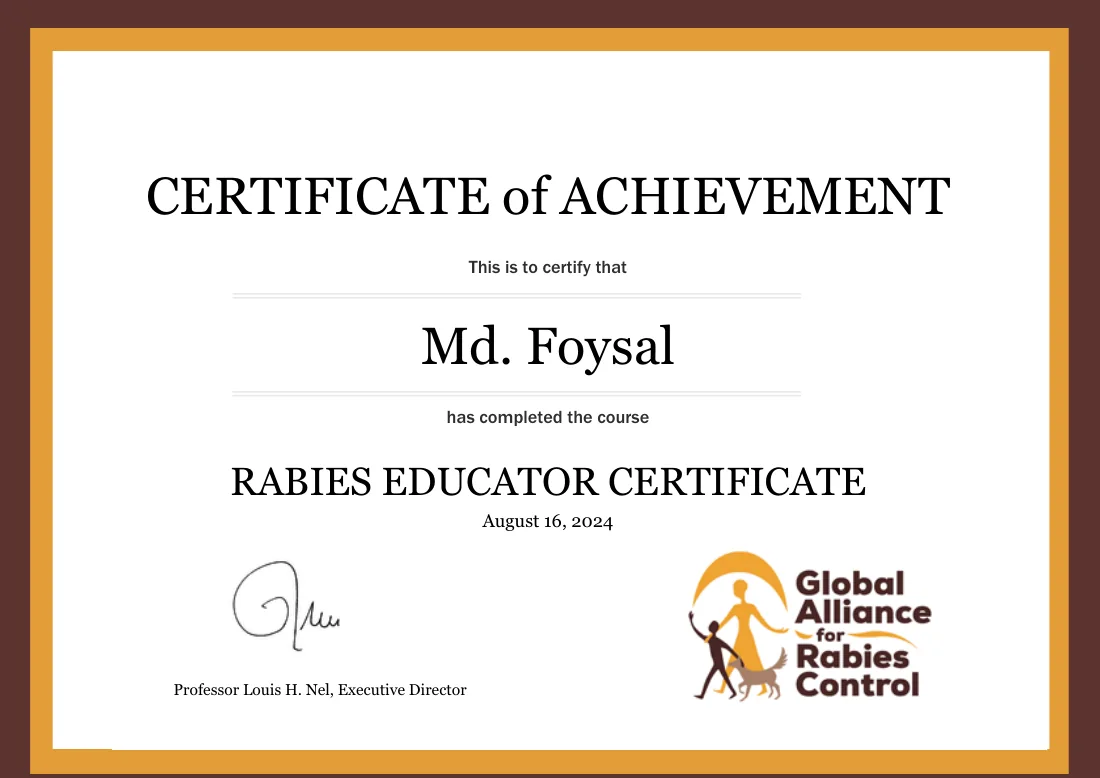 CERTIFICATE of ACHIEVEMENT
This is to certify that
Md. Foysal
has completed the course
RABIES EDUCATOR CERTIFICATE
August 16, 2024
Professor Louis H. Nel, Executive Director
Global
Alliance
for
Rabies
Control